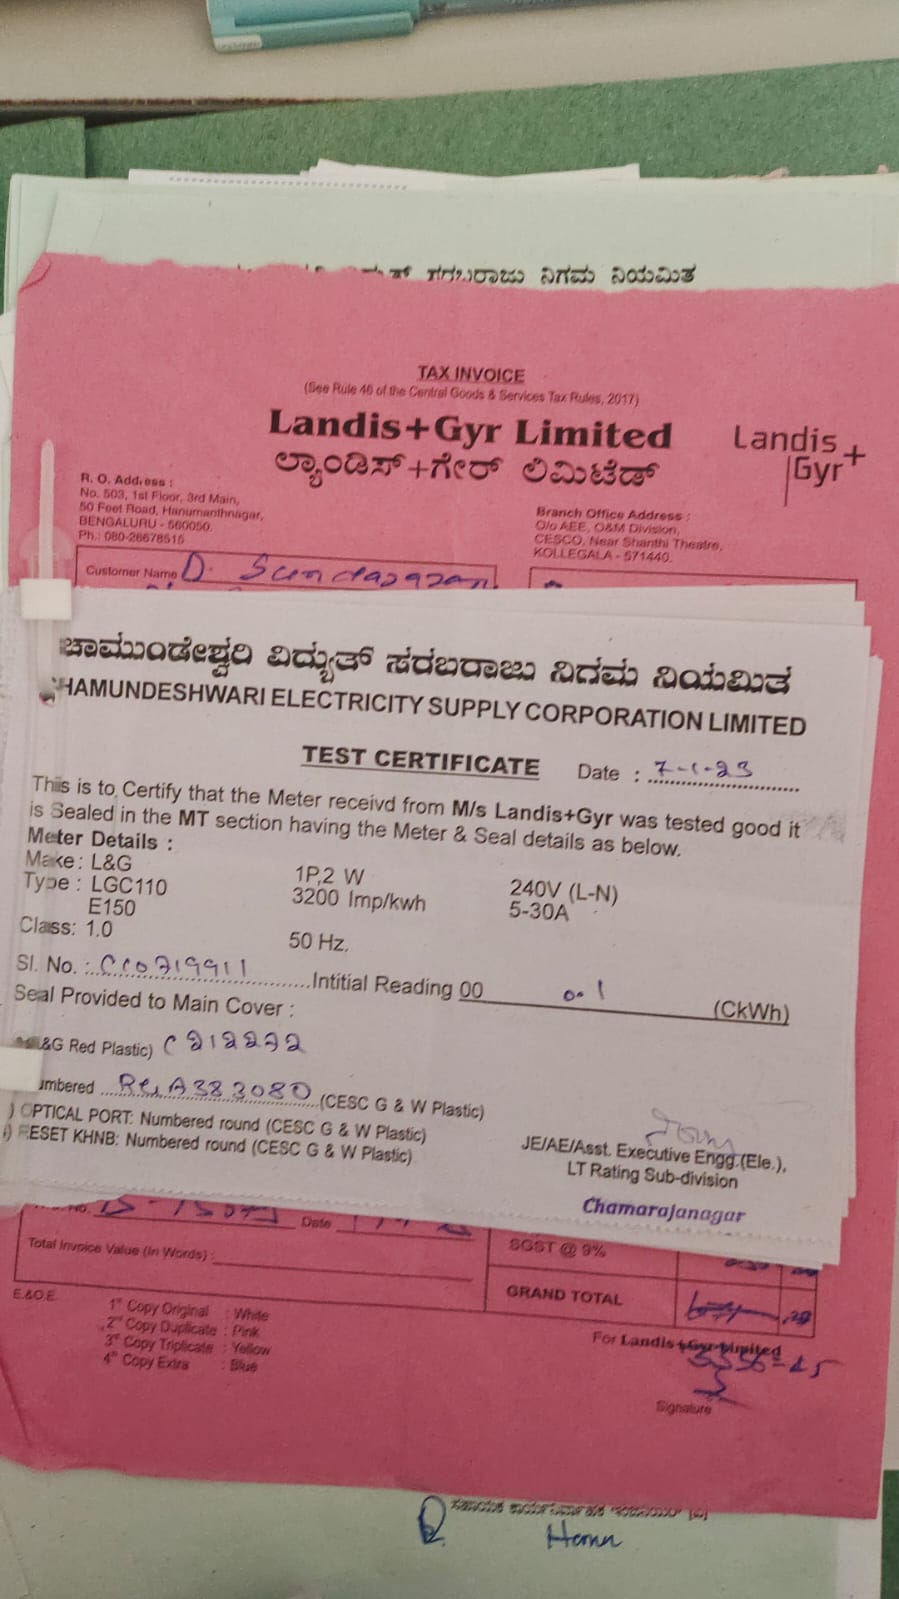 ಸರಬರಾಜು ನಿಗಮ ನಿಯಮಿತ
TAX INVOICE
(See Rule 46 of the Central Goods & Services Tax Rules, 2017)
Landis+Gyr Limited
ಲ್ಯಾಂಡಿಸ್+ಗೇರ್ ಲಿಮಿಟೆಡ್
Landis+
Gyr
R. O. Address :
No. 503, 1st Floor, 3rd Main,
50 Feet Road, Hanumanthnagar,
BENGALURU - 560050.
Ph.: 080-26678515
Branch Office Address :
O/o AEE, O&M Division,
CESCO, Near Shanthi Theatre,
KOLLEGALA - 571440.
Customer Name D. Sundarajan
ಚಾಮುಂಡೇಶ್ವರಿ ವಿದ್ಯುತ್ ಸರಬರಾಜು ನಿಗಮ ನಿಯಮಿತ
HAMUNDESHWARI ELECTRICITY SUPPLY CORPORATION LIMITED
TEST CERTIFICATE Date : 7-1-23
This is to Certify that the Meter receivd from M/s Landis+Gyr was tested good it
is Sealed in the MT section having the Meter & Seal details as below.
Meter Details :
Make : L&G 1P,2 W 240V (L-N)
Type : LGC110 3200 Imp/kwh 5-30A
E150
Class: 1.0 50 Hz.
Sl. No. : CC0719911 Intitial Reading 00 0.1 (CkWh)
Seal Provided to Main Cover :
&G Red Plastic) C212222
umbered A383080 (CESC G & W Plastic)
) OPTICAL PORT: Numbered round (CESC G & W Plastic)
) RESET KHNB: Numbered round (CESC G & W Plastic)
JE/AE/Asst. Executive Engg.(Ele.),
LT Rating Sub-division
Chamarajanagar
No. Date
Total Invoice Value (In Words) :
SGST @ 9%
GRAND TOTAL
E.&O.E.
1st Copy Original : White
2nd Copy Duplicate : Pink
3rd Copy Triplicate : Yellow
4th Copy Extra : Blue
For Landis+Gyr Limited
Signature